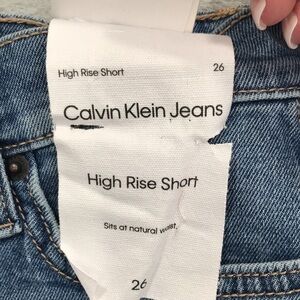 High Rise Short 26
Calvin Klein Jeans
High Rise Short
Sits at natural waist.
26